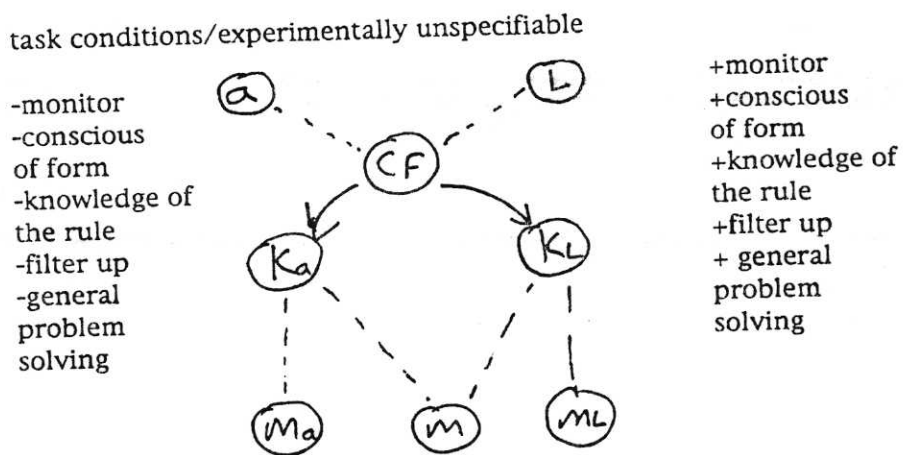 task conditions/experimentally unspecifiable
-monitor
-conscious
of form
-knowledge of
the rule
-filter up
-general
problem
solving
a
L
CF
Ka
KL
Ma
m
mL
+monitor
+conscious
of form
+knowledge of
the rule
+filter up
+ general
problem
solving